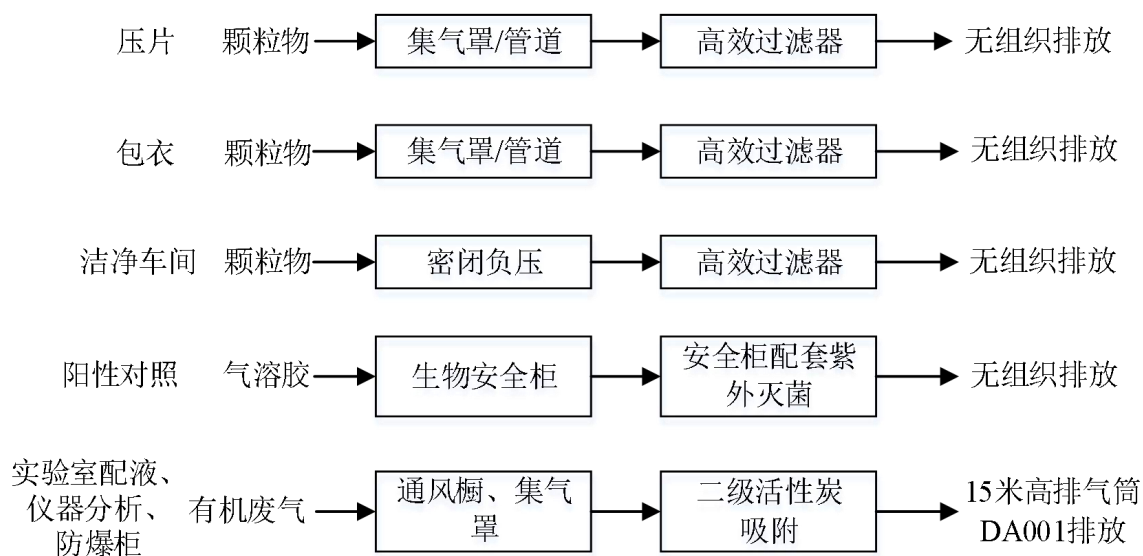 压片 颗粒物 集气罩/管道 高效过滤器 无组织排放
包衣 颗粒物 集气罩/管道 高效过滤器 无组织排放
洁净车间 颗粒物 密闭负压 高效过滤器 无组织排放
阳性对照 气溶胶 生物安全柜 安全柜配套紫
外灭菌 无组织排放
实验室配液、
仪器分析、
防爆柜 有机废气 通风橱、集气
罩 二级活性炭
吸附 15米高排气筒
DA001排放